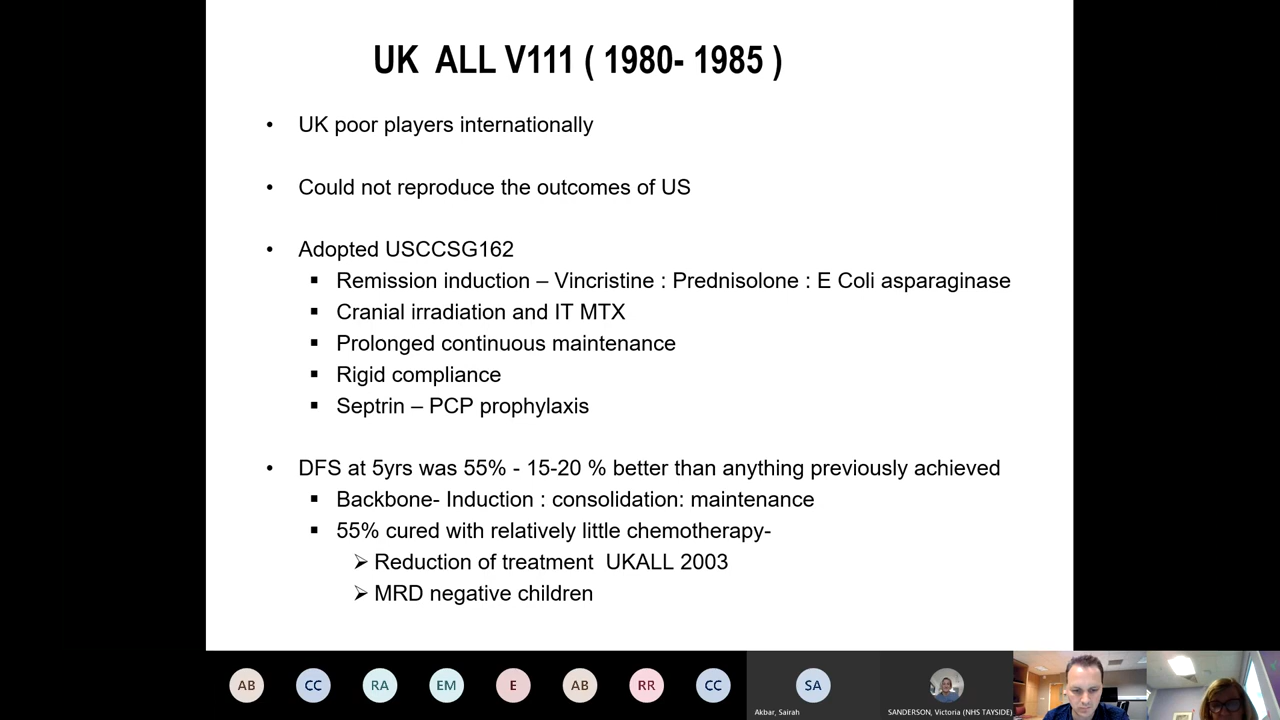 UK ALL V111 ( 1980- 1985 )
• UK poor players internationally
• Could not reproduce the outcomes of US
• Adopted USCCSG162
▪ Remission induction – Vincristine : Prednisolone : E Coli asparaginase
▪ Cranial irradiation and IT MTX
▪ Prolonged continuous maintenance
▪ Rigid compliance
▪ Septrin – PCP prophylaxis
• DFS at 5yrs was 55% - 15-20 % better than anything previously achieved
▪ Backbone- Induction : consolidation: maintenance
▪ 55% cured with relatively little chemotherapy-
➢ Reduction of treatment UKALL 2003
➢ MRD negative children
AB CC RA EM E AB RR CC SA
Akbar, Sairah SANDERSON, Victoria (NHS TAYSIDE)